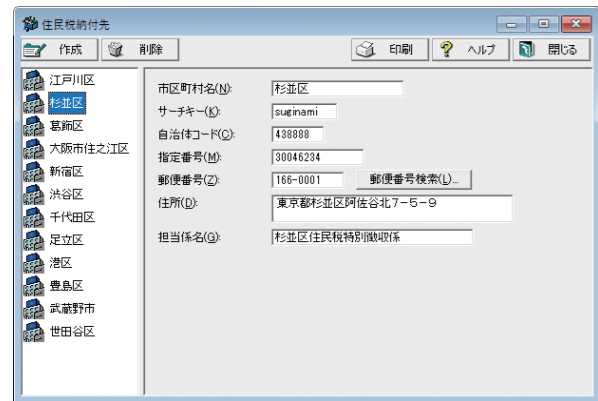 住民税納付先
作成 削除 印刷 ヘルプ 閉じる
江戸川区
杉並区
葛飾区
大阪市住之江区
新宿区
渋谷区
千代田区
足立区
港区
豊島区
武蔵野市
世田谷区
市区町村名(N): 杉並区
サーチキー(K): suginami
自治体コード(C): 438888
指定番号(M): 30046234
郵便番号(Z): 166-0001 郵便番号検索(L)...
住所(D): 東京都杉並区阿佐谷北7-5-9
担当係名(G): 杉並区住民税特別徴収係